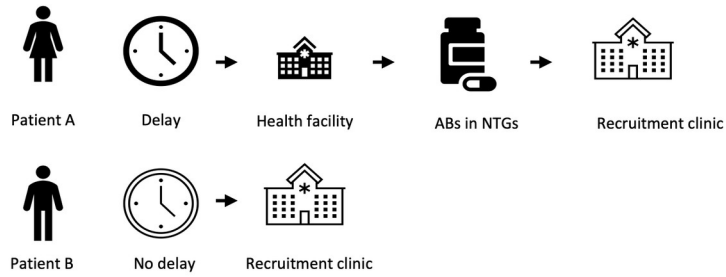 Patient A
Delay
Health facility
ABs in NTGs
Recruitment clinic
Patient B
No delay
Recruitment clinic